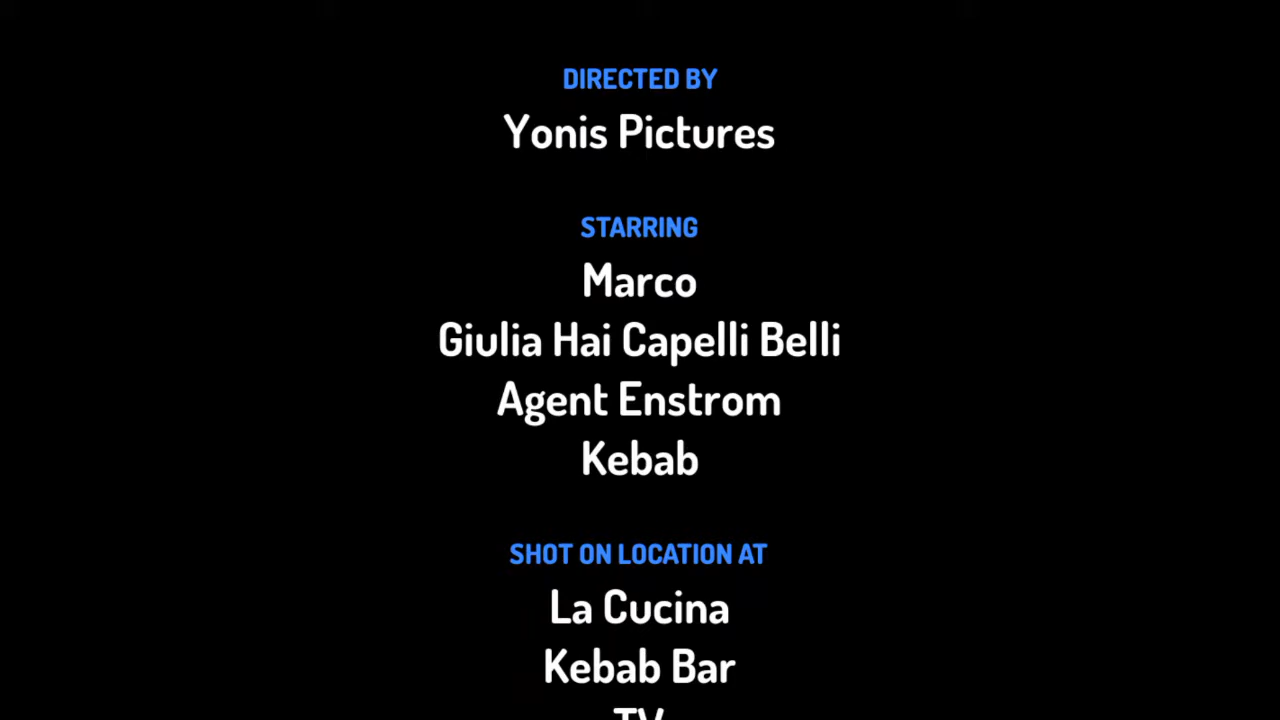 DIRECTED BY
Yonis Pictures
STARRING
Marco
Giulia Hai Capelli Belli
Agent Enstrom
Kebab
SHOT ON LOCATION AT
La Cucina
Kebab Bar
TV